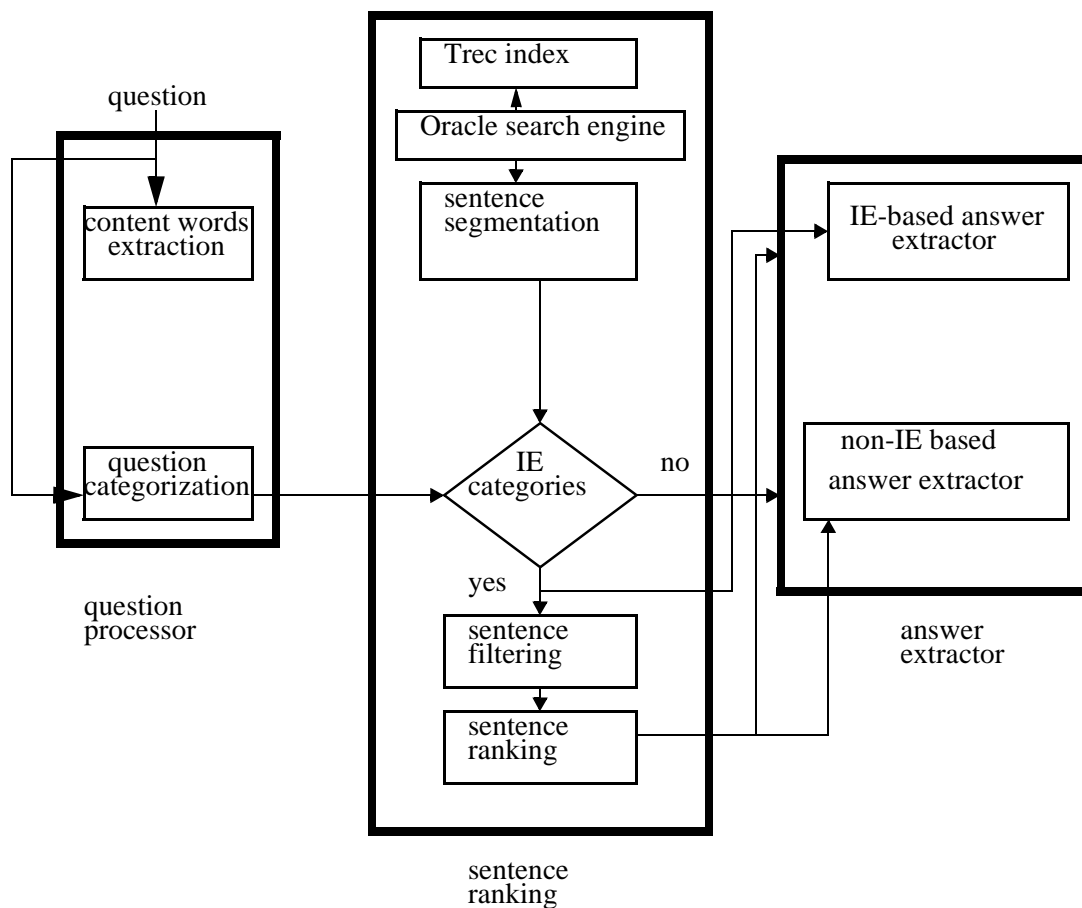 question
content words
extraction
question
categorization
question
processor
Trec index
Oracle search engine
sentence
segmentation
IE
categories
no
yes
sentence
filtering
sentence
ranking
sentence
ranking
IE-based answer
extractor
non-IE based
answer extractor
answer
extractor